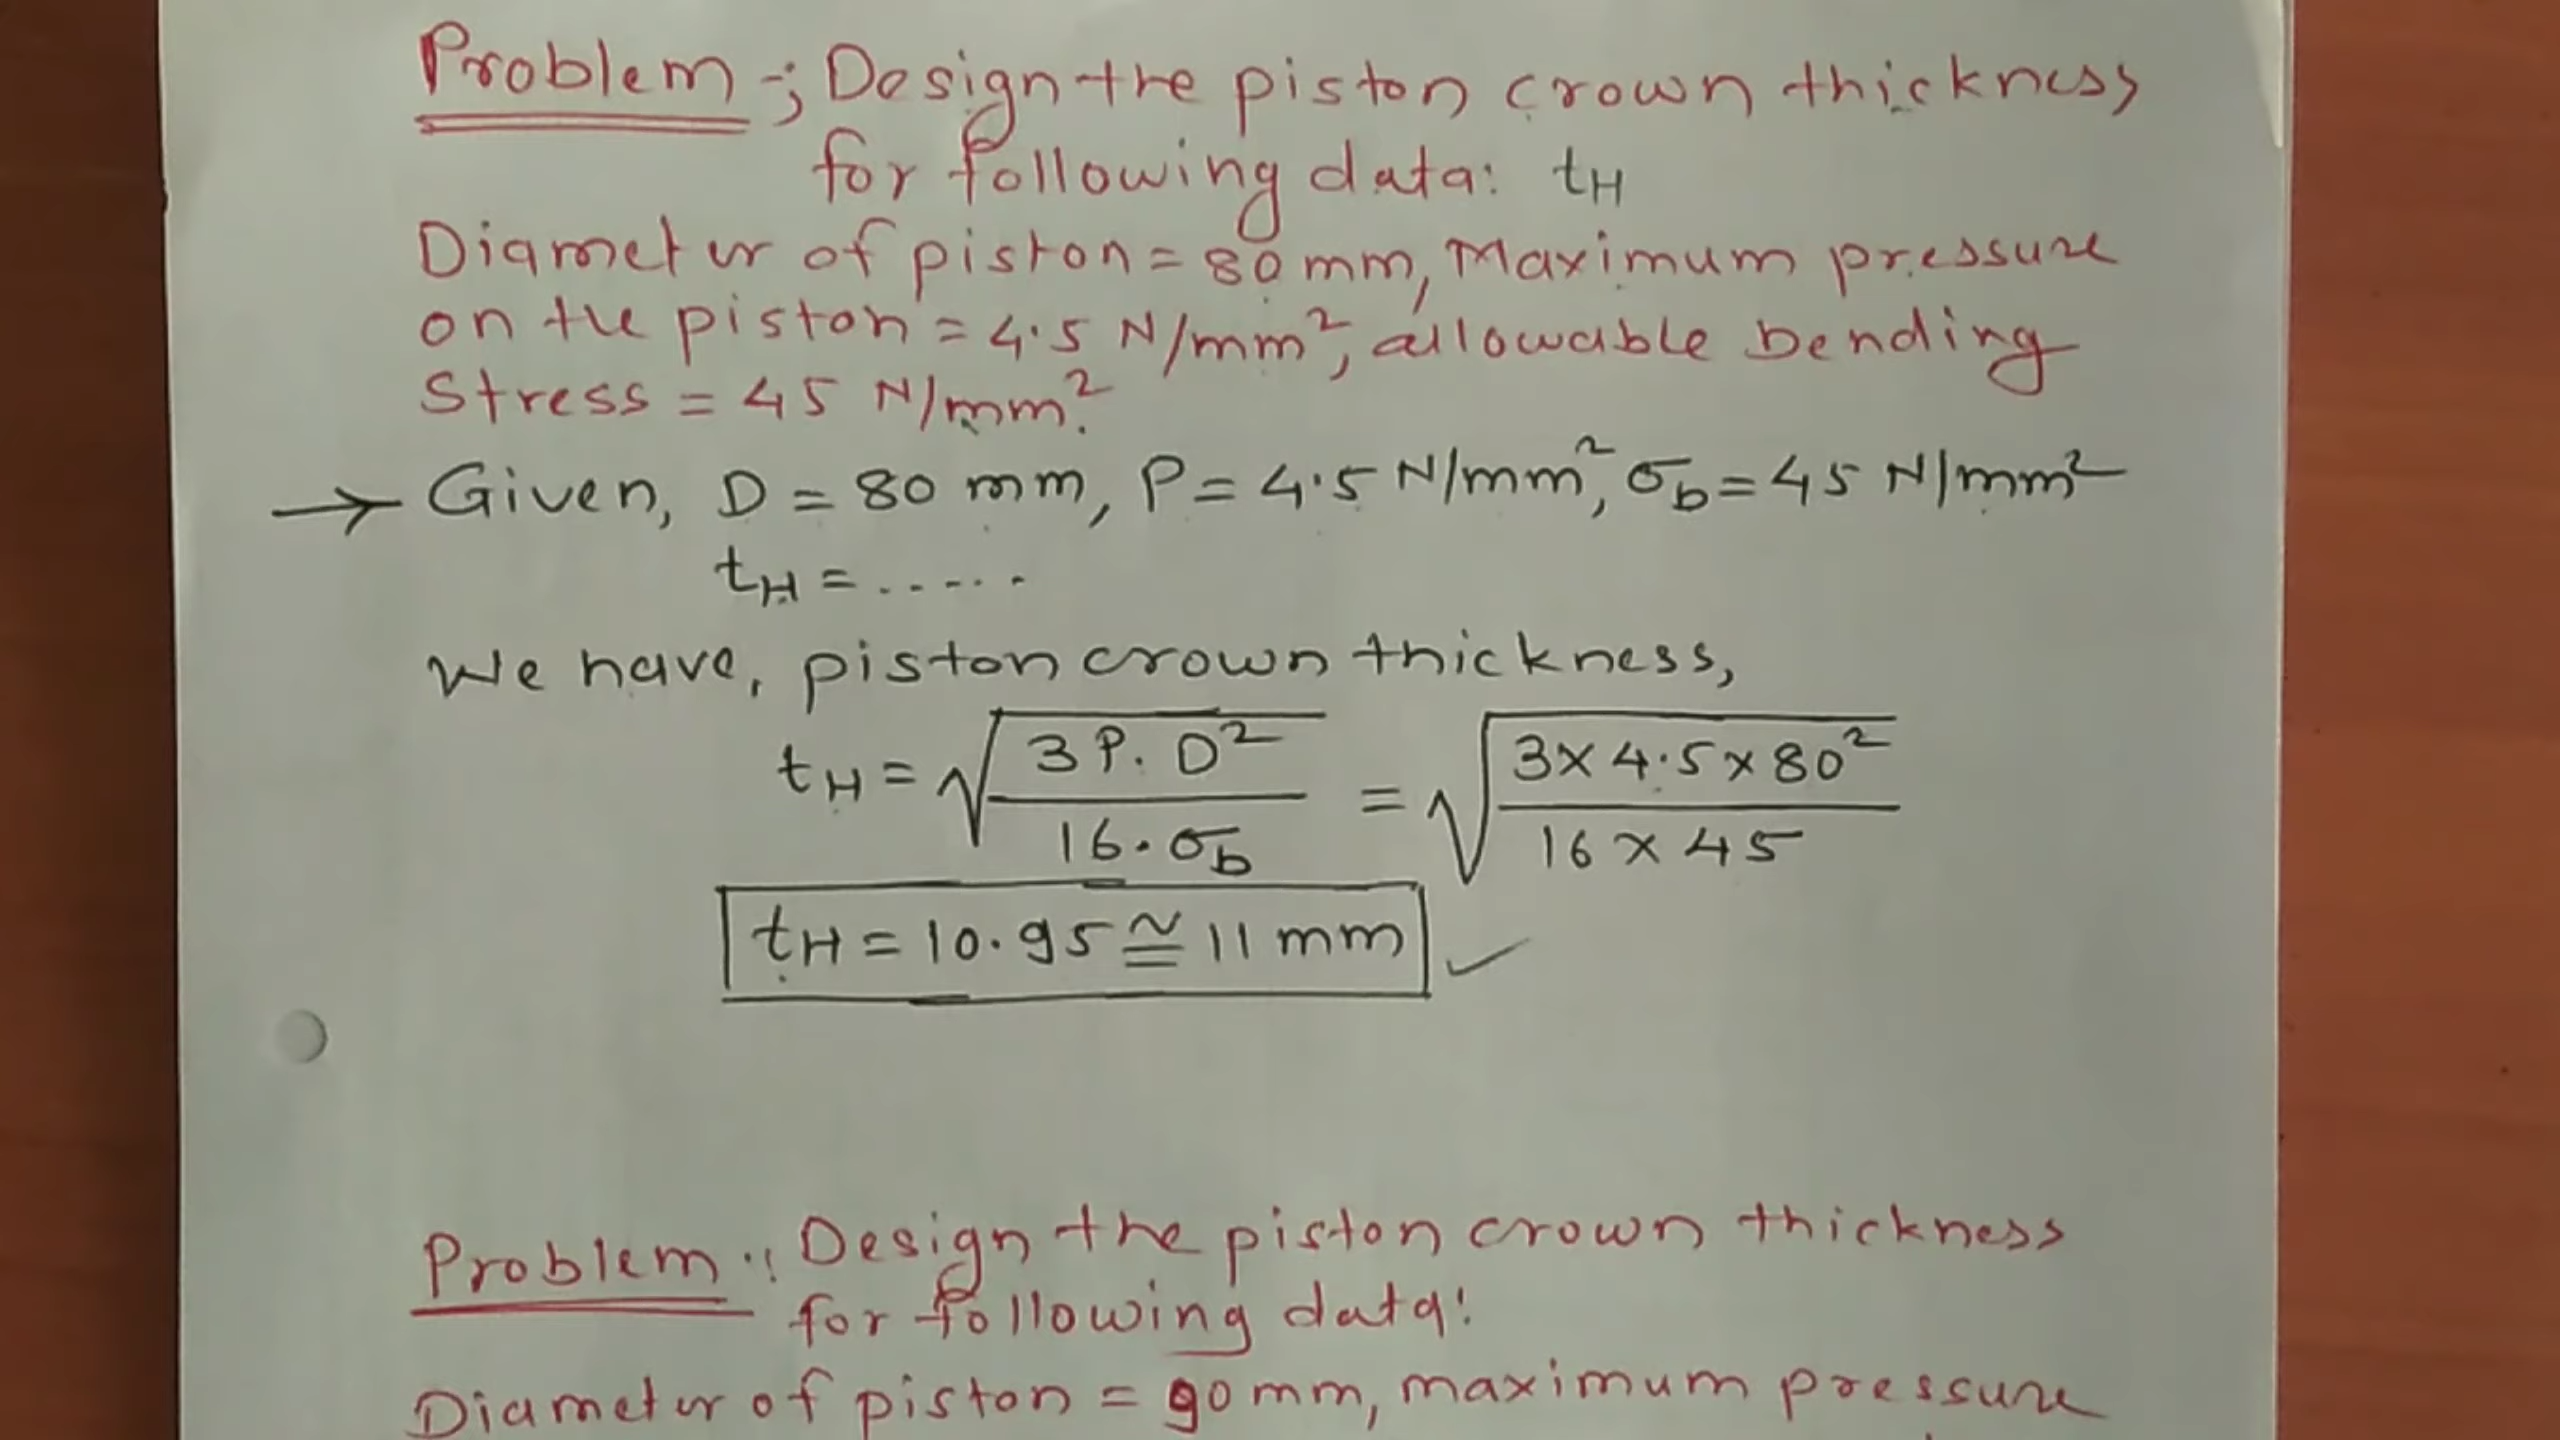 Problem :- Design the piston crown thickness
for following data: tH
Diameter of piston = 80 mm, Maximum pressure
on the piston = 4.5 N/mm², allowable bending
Stress = 45 N/mm².
→ Given, D = 80 mm, P = 4.5 N/mm², σb = 45 N/mm²
tH = .....
We have, piston crown thickness,
tH = √(3P. D² / 16. σb) = √(3 × 4.5 × 80² / 16 × 45)
tH = 10.95 ≅ 11 mm ✓
Problem :: Design the piston crown thickness
for following data:
Diameter of piston = 90 mm, maximum pressure